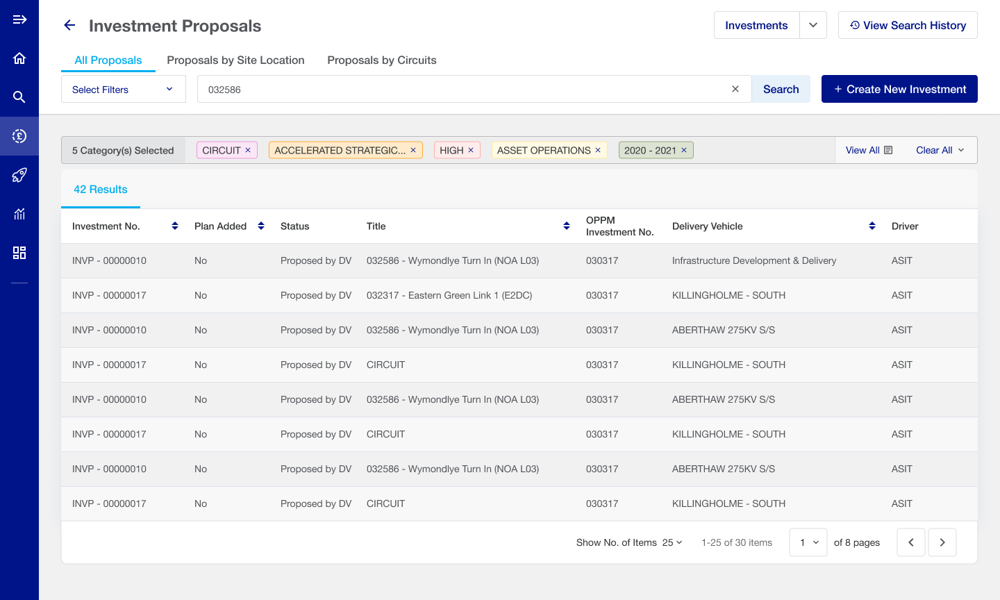 Investment Proposals
Investments
View Search History
All Proposals Proposals by Site Location Proposals by Circuits
Select Filters 032586 Search + Create New Investment
5 Category(s) Selected CIRCUIT ACCELERATED STRATEGIC... HIGH ASSET OPERATIONS 2020 - 2021 View All Clear All
42 Results
Investment No. Plan Added Status Title OPPM Investment No. Delivery Vehicle Driver
INVP - 00000010 No Proposed by DV 032586 - Wymondlye Turn In (NOA L03) 030317 Infrastructure Development & Delivery ASIT
INVP - 00000017 No Proposed by DV 032317 - Eastern Green Link 1 (E2DC) 030317 KILLINGHOLME - SOUTH ASIT
INVP - 00000010 No Proposed by DV 032586 - Wymondlye Turn In (NOA L03) 030317 ABERTHAW 275KV S/S ASIT
INVP - 00000017 No Proposed by DV CIRCUIT 030317 KILLINGHOLME - SOUTH ASIT
INVP - 00000010 No Proposed by DV 032586 - Wymondlye Turn In (NOA L03) 030317 ABERTHAW 275KV S/S ASIT
INVP - 00000017 No Proposed by DV CIRCUIT 030317 KILLINGHOLME - SOUTH ASIT
INVP - 00000010 No Proposed by DV 032586 - Wymondlye Turn In (NOA L03) 030317 ABERTHAW 275KV S/S ASIT
INVP - 00000017 No Proposed by DV CIRCUIT 030317 KILLINGHOLME - SOUTH ASIT
Show No. of Items 25 1-25 of 30 items 1 of 8 pages